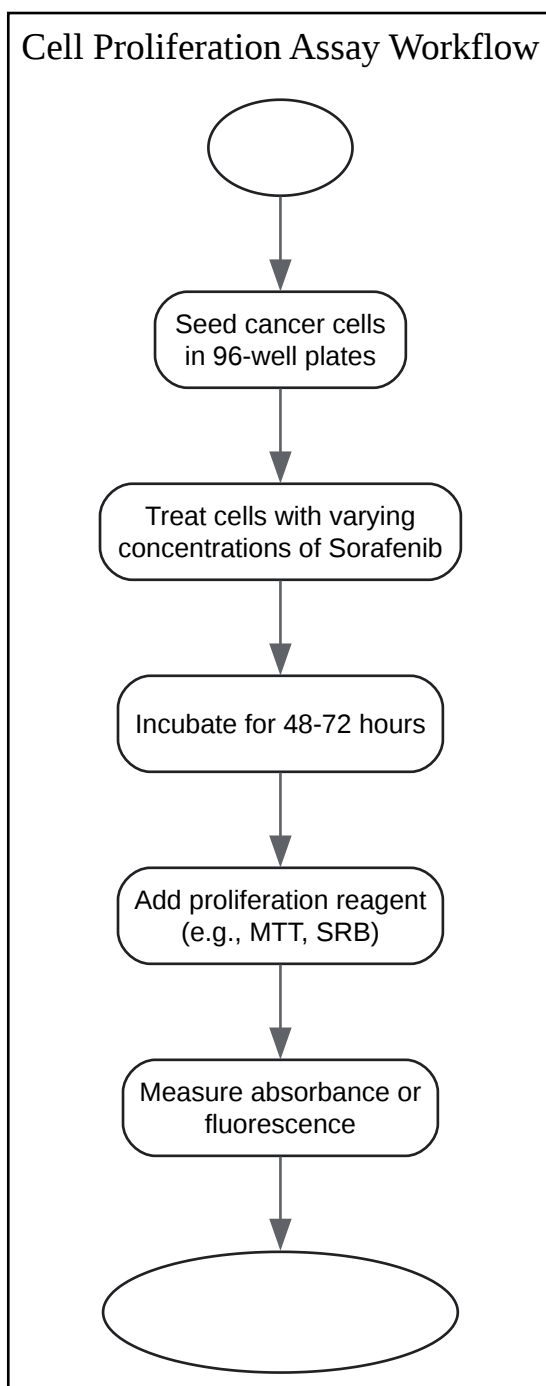 Cell Proliferation Assay Workflow
Seed cancer cells
in 96-well plates
Treat cells with varying
concentrations of Sorafenib
Incubate for 48-72 hours
Add proliferation reagent
(e.g., MTT, SRB)
Measure absorbance or
fluorescence